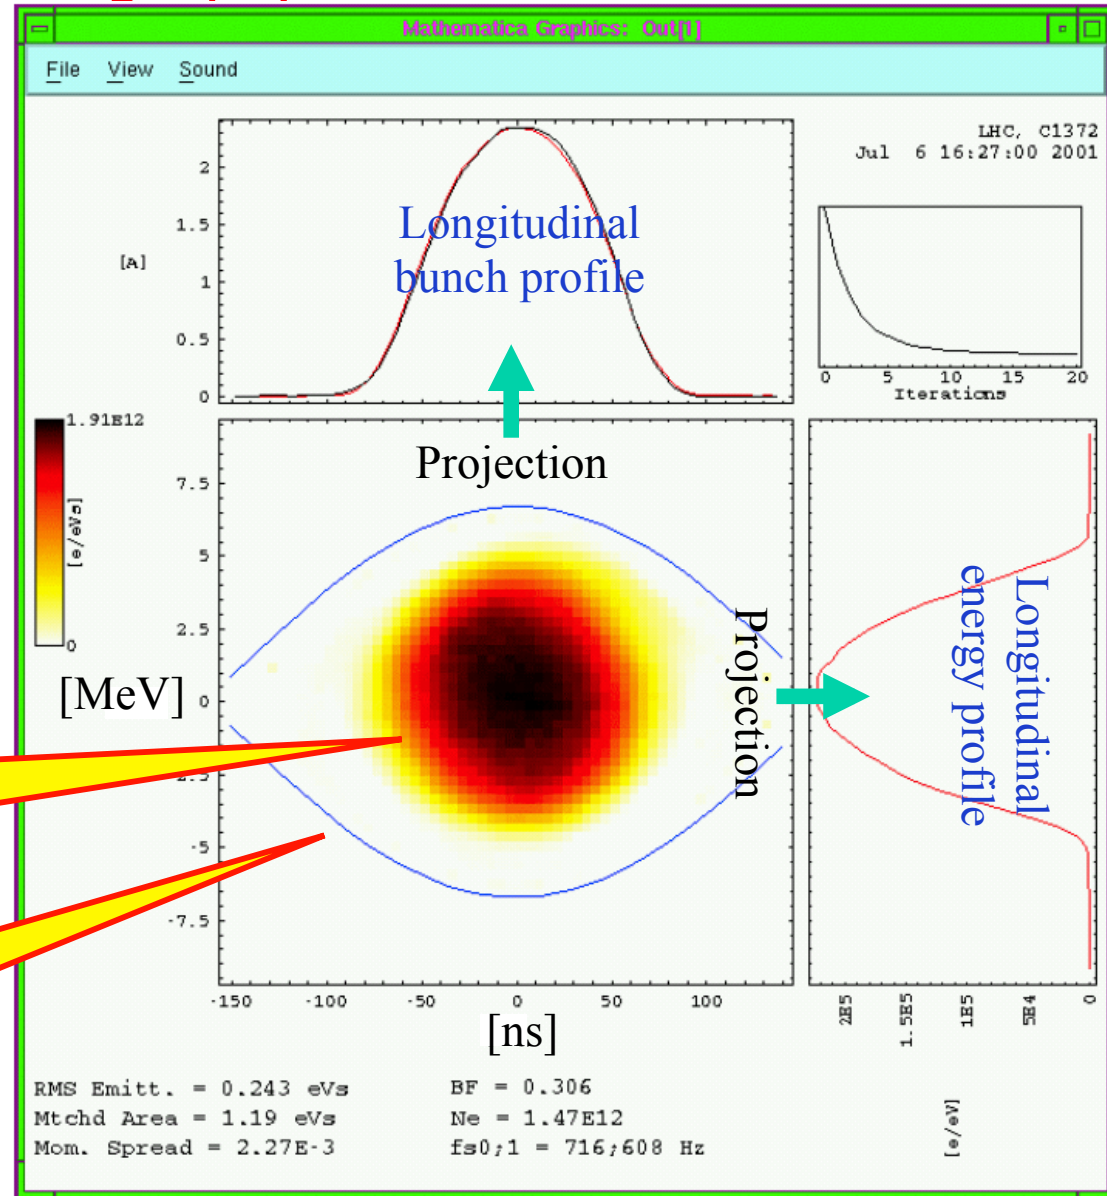 Mathematica Graphics: Out[1]
File View Sound
LHC, C1372
Jul 6 16:27:00 2001
2
1.5
[A]
1
0.5
0
Longitudinal
bunch profile
0 5 10 15 20
Iterations
1.91E12
[e/eVs]
0
Projection
7.5
5
2.5
[MeV]
0
2.5
-5
-7.5
Projection
Longitudinal
energy profile
-150 -100 -50 0 50 100
[ns]
2E5 1.5E5 1E5 5E4 0
[e/eV]
RMS Emitt. = 0.243 eVs
BF = 0.306
Mtchd Area = 1.19 eVs
Ne = 1.47E12
Mom. Spread = 2.27E-3
fs0;1 = 716;608 Hz